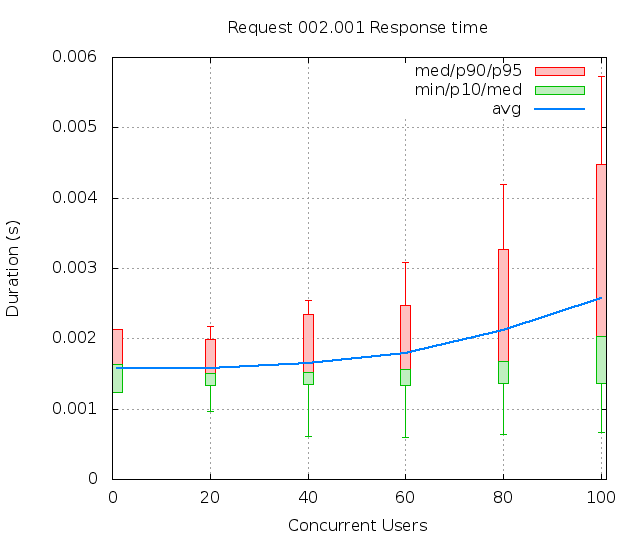 Request 002.001 Response time
med/p90/p95
min/p10/med
avg
Duration (s)
0.006
0.005
0.004
0.003
0.002
0.001
0
0 20 40 60 80 100
Concurrent Users